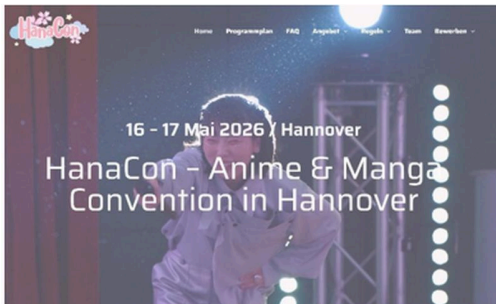 HanaCon
Home Programmplan FAQ Angebot Regeln Team Bewerben
16 – 17 Mai 2026 / Hannover
HanaCon – Anime & Manga
Convention in Hannover